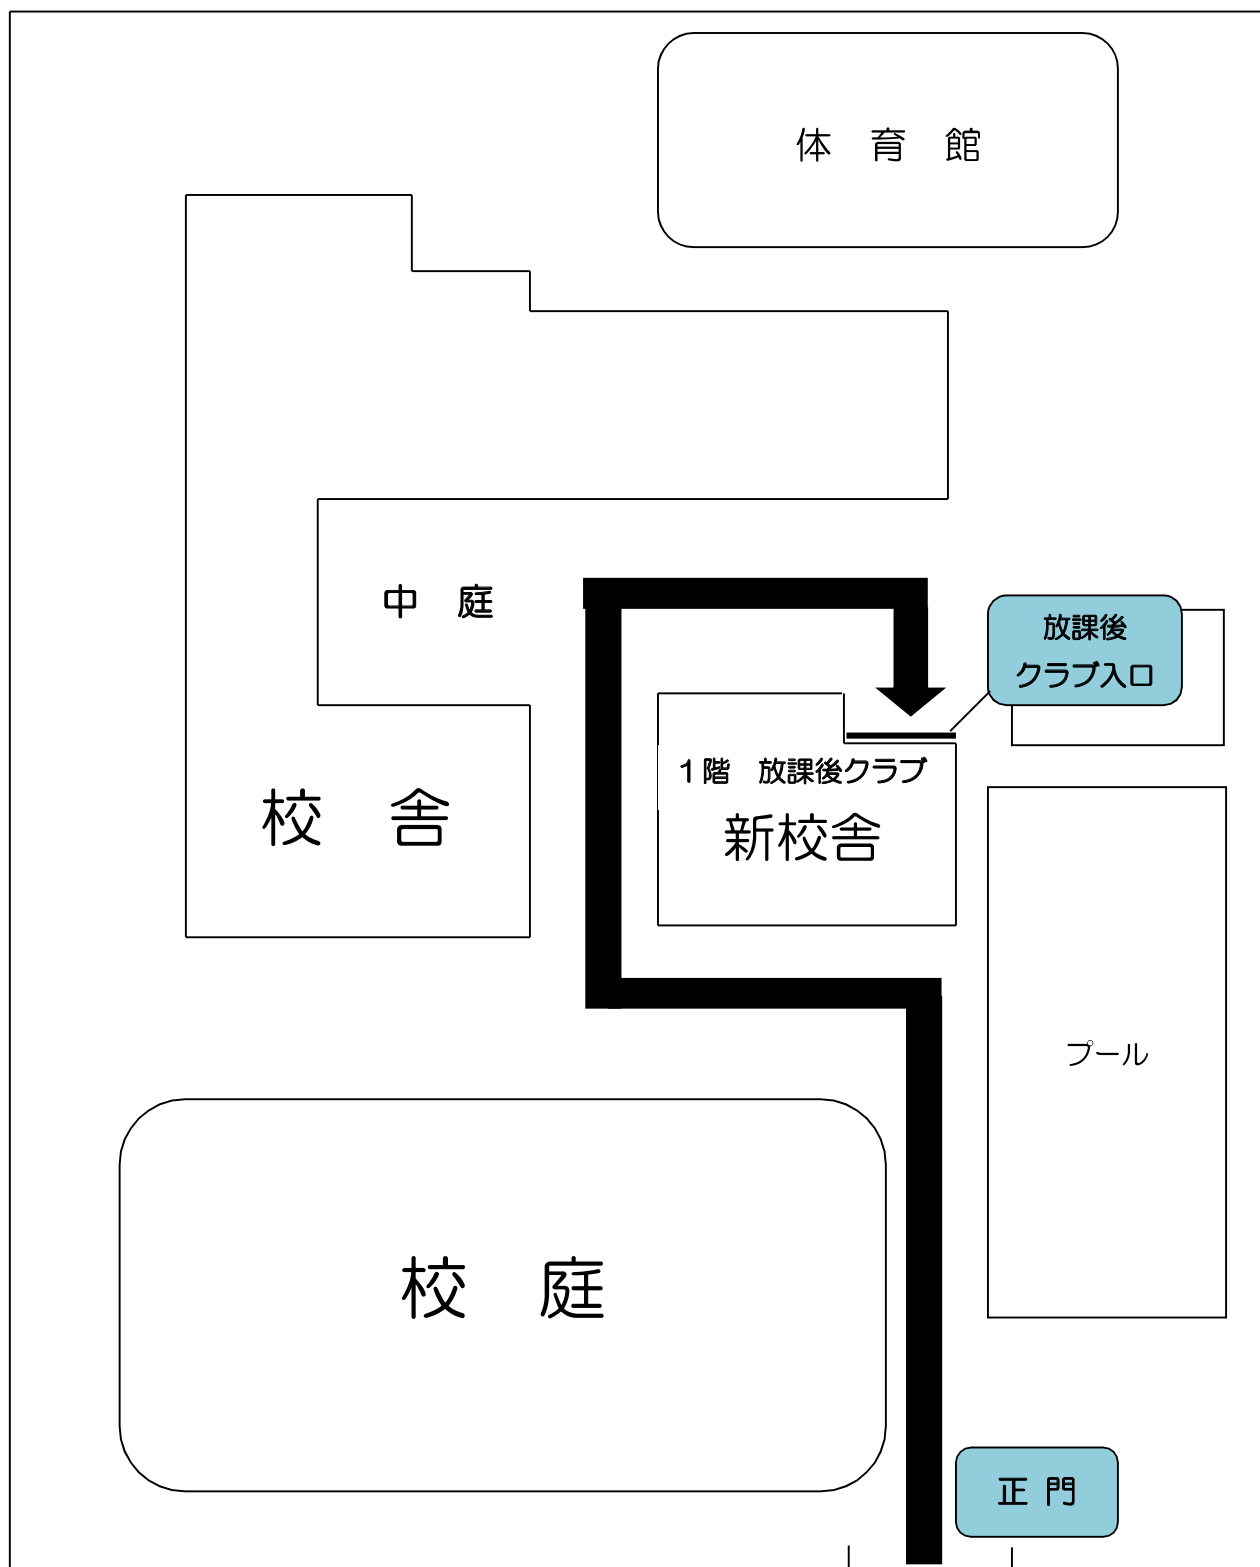 体 育 館
中 庭
放課後
クラブ入口
1階 放課後クラブ
新校舎
校 舎
プール
校 庭
正 門